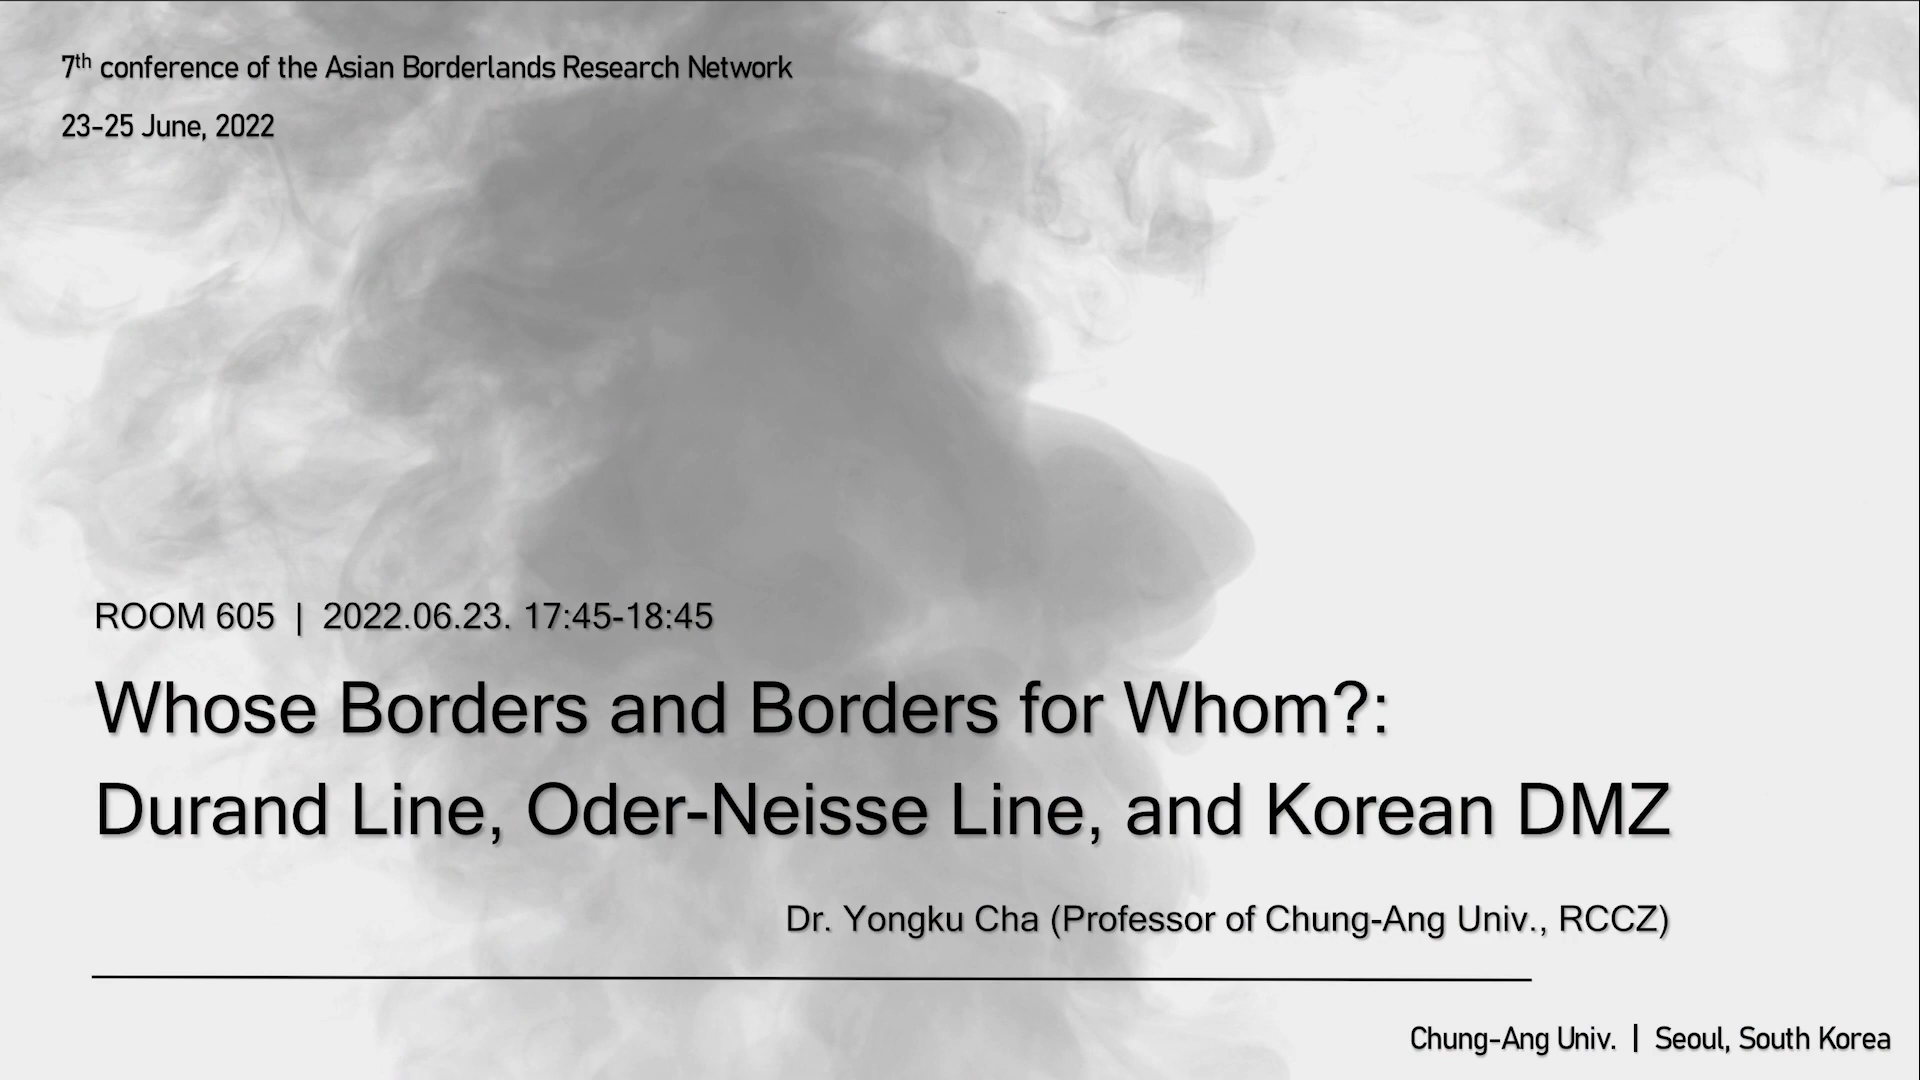 7th conference of the Asian Borderlands Research Network
23-25 June, 2022
ROOM 605 | 2022.06.23. 17:45-18:45
Whose Borders and Borders for Whom?:
Durand Line, Oder-Neisse Line, and Korean DMZ
Dr. Yongku Cha (Professor of Chung-Ang Univ., RCCZ)
Chung-Ang Univ. | Seoul, South Korea